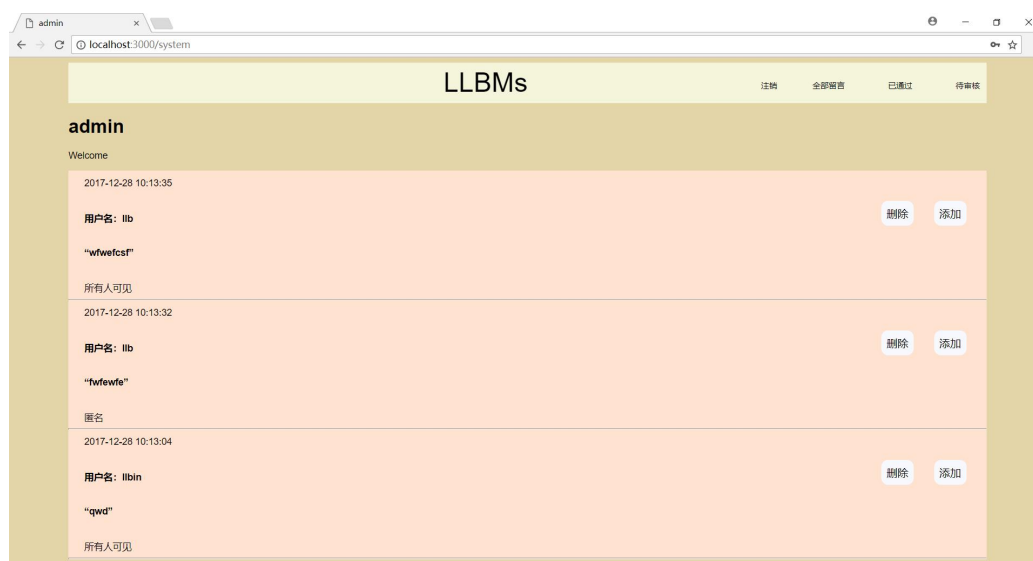 admin
localhost:3000/system
LLBMs
注销 全部留言 已通过 待审核
admin
Welcome
2017-12-28 10:13:35
用户名：llb
删除 添加
“wfwefcsf”
所有人可见
2017-12-28 10:13:32
用户名：llb
删除 添加
“fwfewfe”
匿名
2017-12-28 10:13:04
用户名：llbin
删除 添加
“qwd”
所有人可见